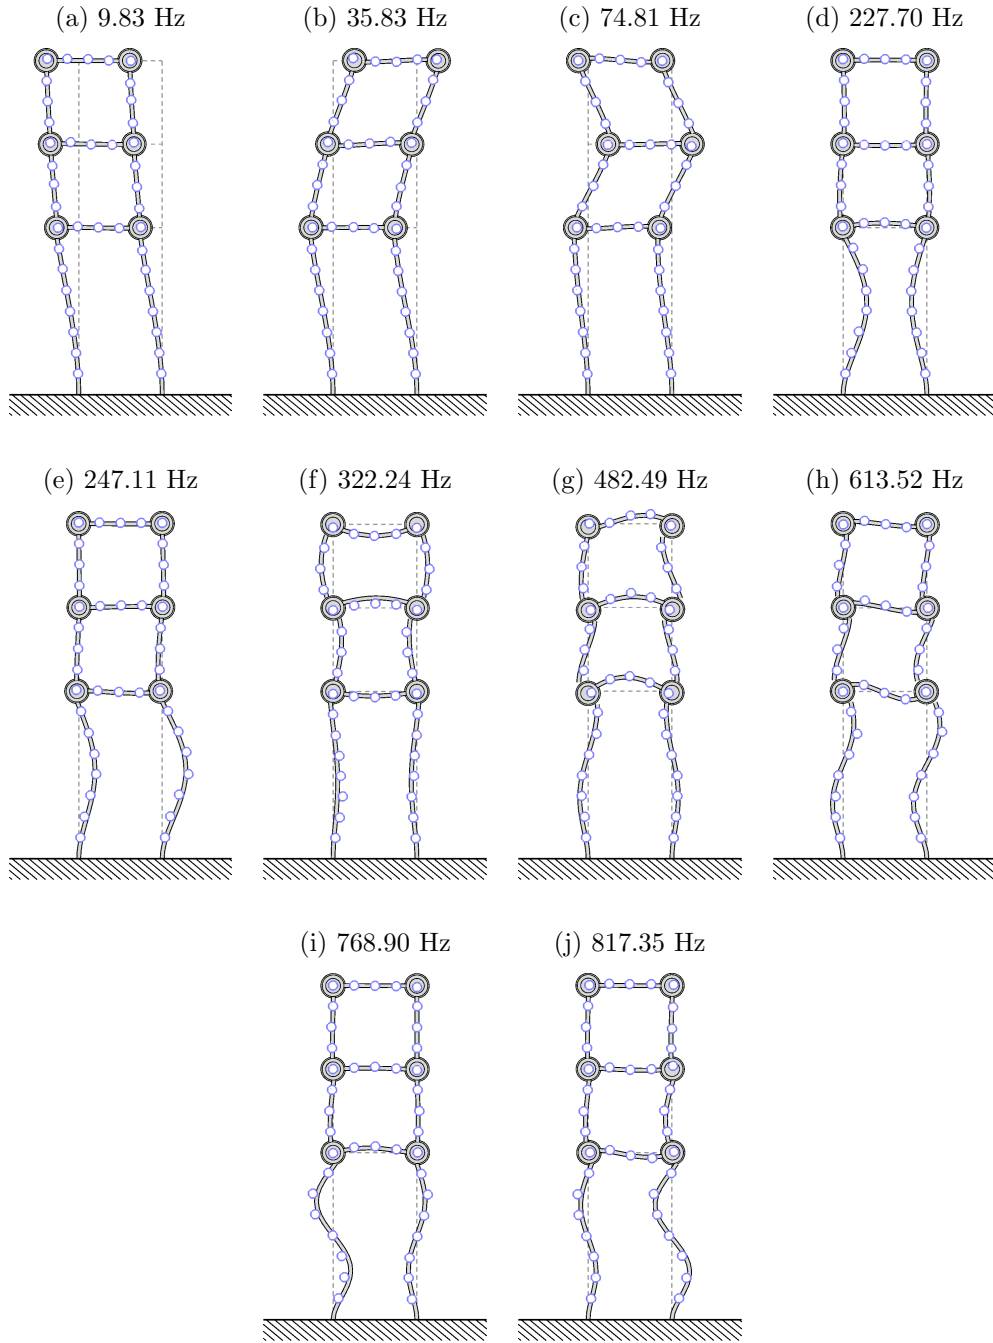 (a) 9.83 Hz
(b) 35.83 Hz
(c) 74.81 Hz
(d) 227.70 Hz
(e) 247.11 Hz
(f) 322.24 Hz
(g) 482.49 Hz
(h) 613.52 Hz
(i) 768.90 Hz
(j) 817.35 Hz